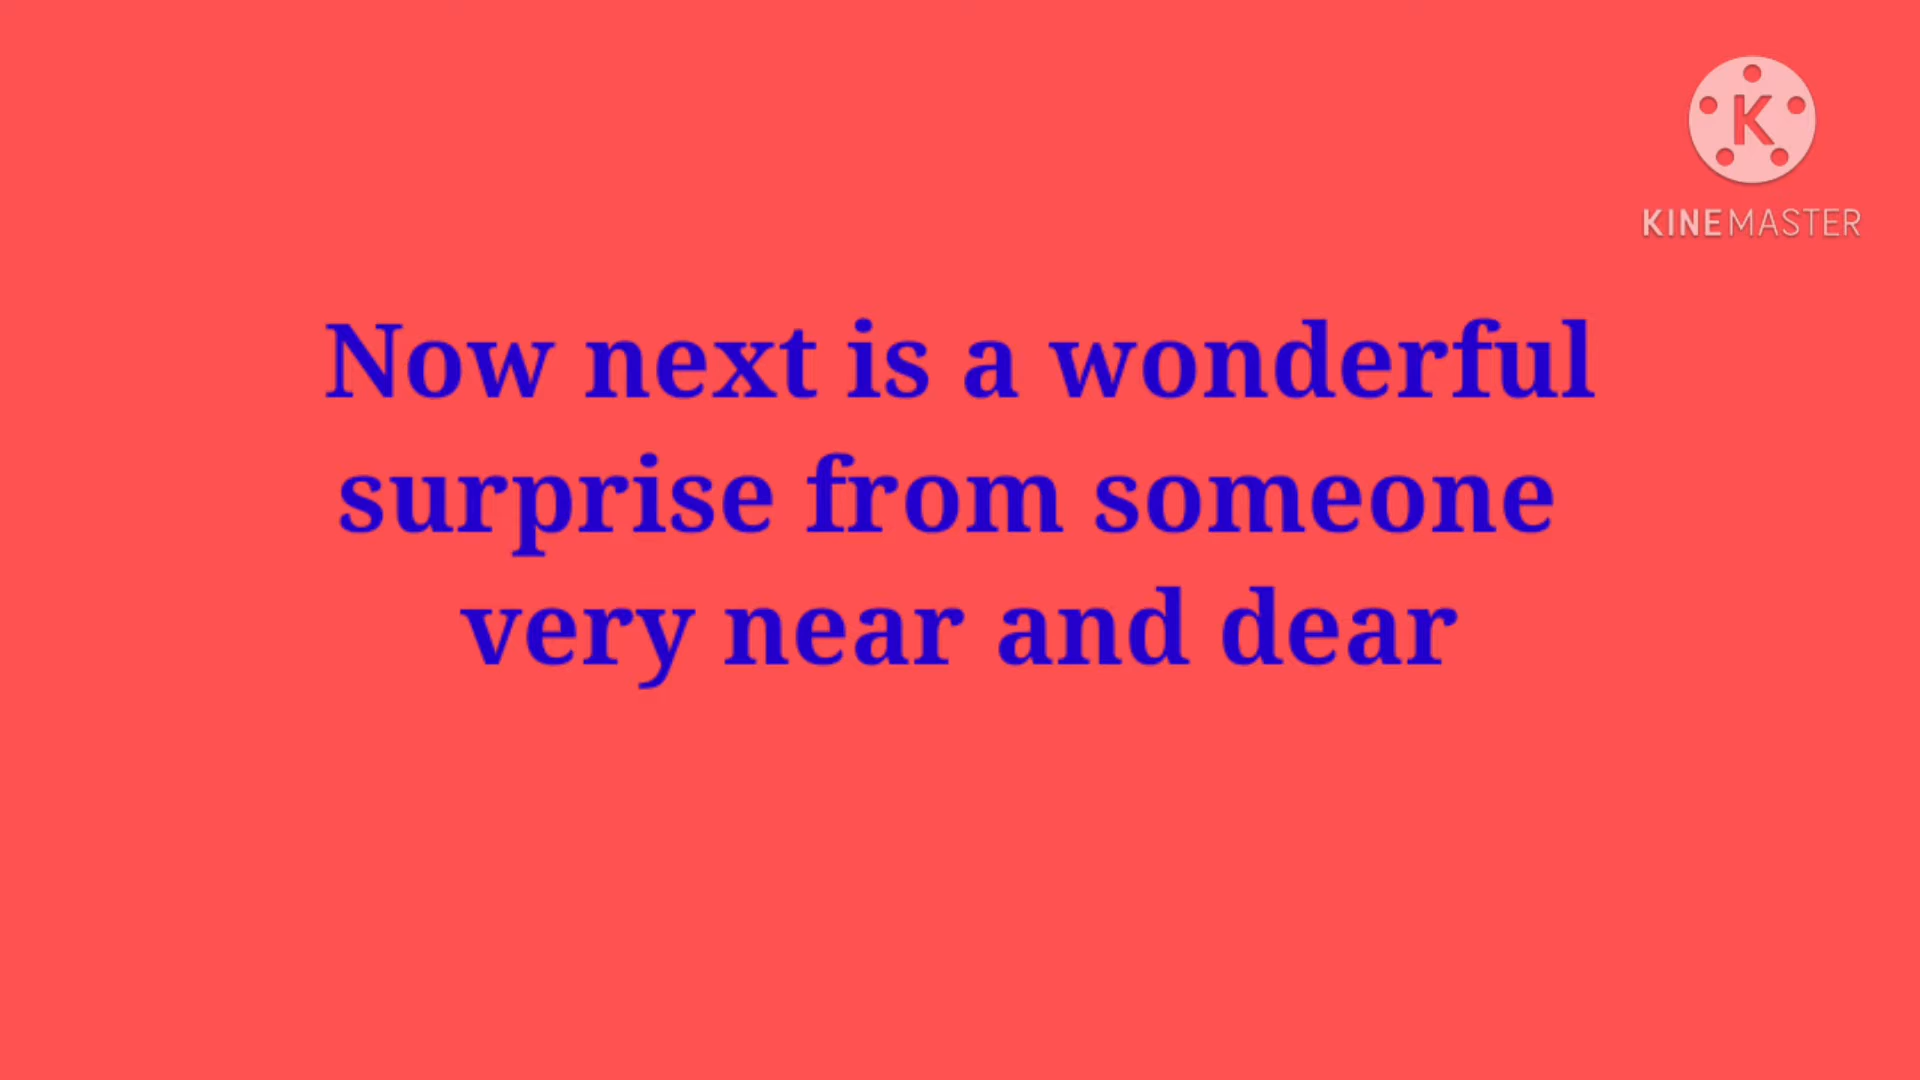 K
KINEMASTER
Now next is a wonderful
surprise from someone
very near and dear